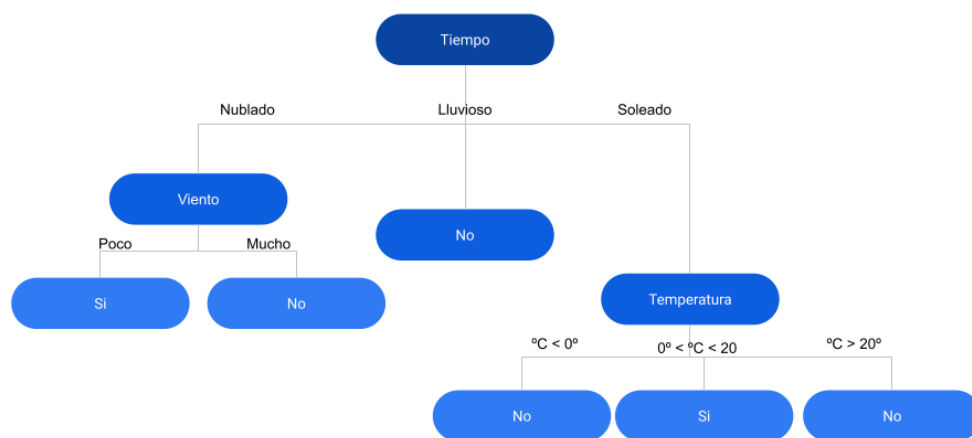 Tiempo
Nublado
Lluvioso
Soleado
Viento
No
Poco
Mucho
Si
No
Temperatura
ºC < 0º
0º < ºC < 20
ºC > 20º
No
Si
No